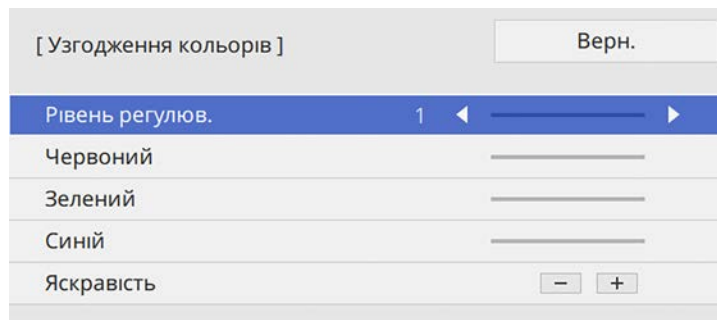 [ Узгодження кольорів ]
Верн.
Рівень регулюв. 1
Червоний
Зелений
Синій
Яскравість − +